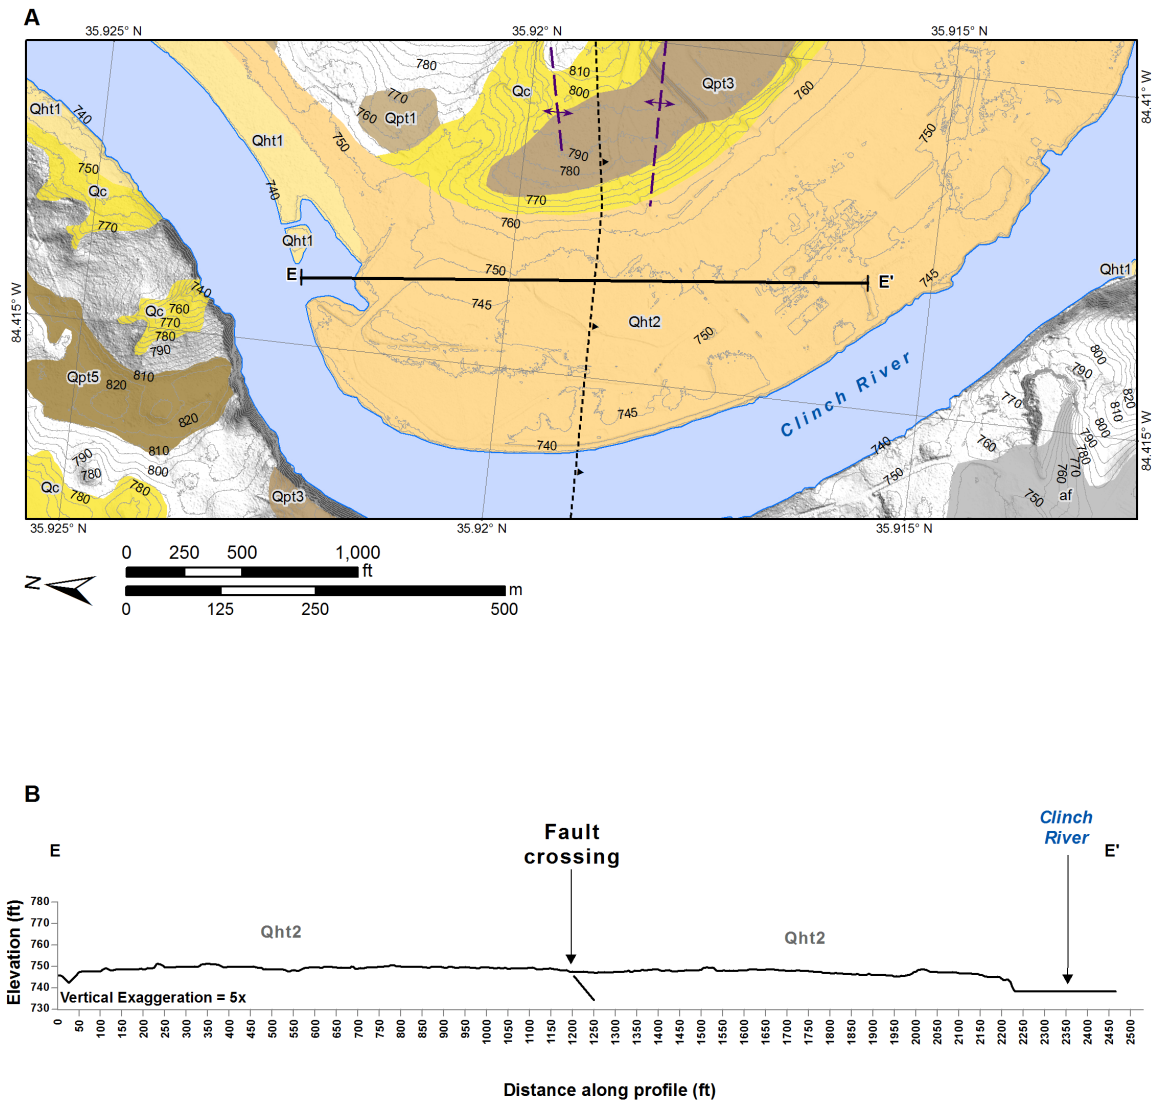 A
35.925° N
35.92° N
35.915° N
84.41° W
84.415° W
84.415° W
35.925° N
35.92° N
35.915° N
780
770
760
Qpt1
Qc
810
800
Qpt3
760
790
780
770
760
750
750
Qht1
740
750
Qc
770
Qht1
740
Qht1
E
750
E'
745
745
Qht2
750
Qht1
740
Qc
760
770
780
790
Qpt5
820
810
820
810
790
780
800
Qc
780
780
Qpt3
745
740
Clinch River
740
750
760
770
790
800
820
810
800
790
780
770
760
750
af
0 250 500 1,000
ft
m
0 125 250 500
N
B
E
Fault
crossing
Clinch
River
E'
Elevation (ft)
780
770
760
750
740
730
Qht2
Qht2
Vertical Exaggeration = 5x
0 50 100 150 200 250 300 350 400 450 500 550 600 650 700 750 800 850 900 950 1000 1050 1100 1150 1200 1250 1300 1350 1400 1450 1500 1550 1600 1650 1700 1750 1800 1850 1900 1950 2000 2050 2100 2150 2200 2250 2300 2350 2400 2450 2500
Distance along profile (ft)